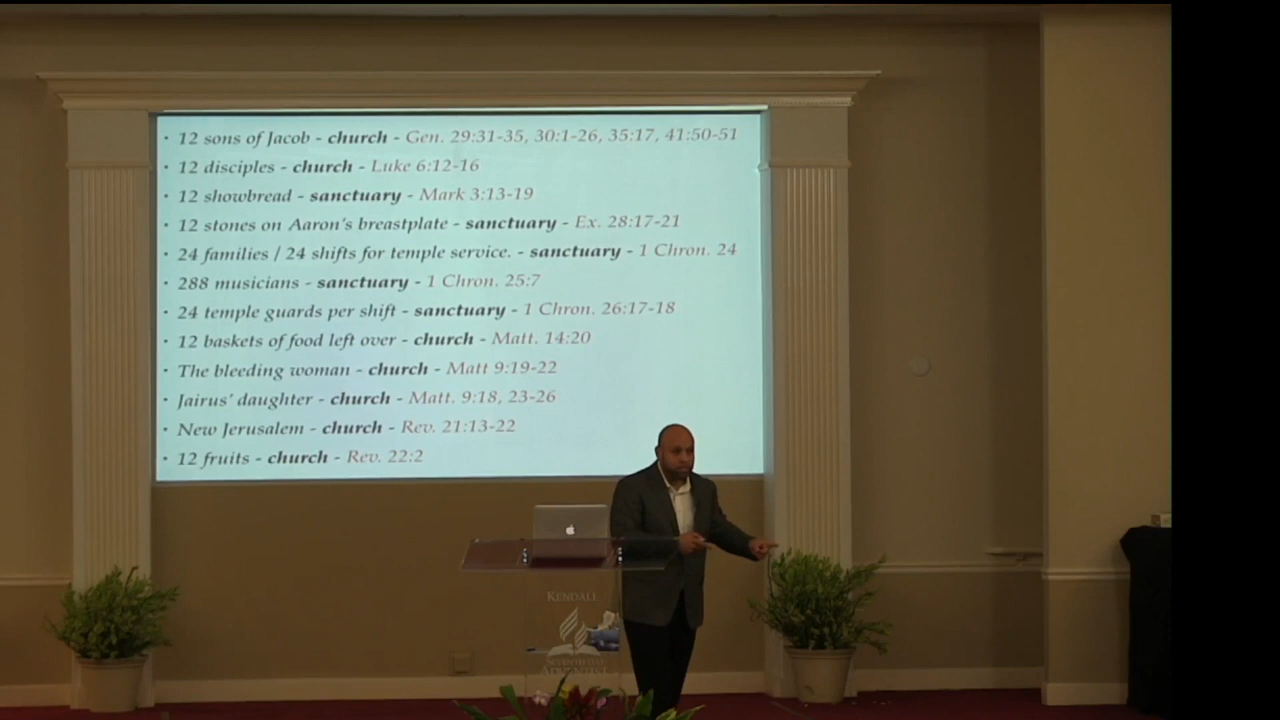 • 12 sons of Jacob - church - Gen. 29:31-35, 30:1-26, 35:17, 41:50-51
• 12 disciples - church - Luke 6:12-16
• 12 showbread - sanctuary - Mark 3:13-19
• 12 stones on Aaron's breastplate - sanctuary - Ex. 28:17-21
• 24 families / 24 shifts for temple service. - sanctuary - 1 Chron. 24
• 288 musicians - sanctuary - 1 Chron. 25:7
• 24 temple guards per shift - sanctuary - 1 Chron. 26:17-18
• 12 baskets of food left over - church - Matt. 14:20
• The bleeding woman - church - Matt 9:19-22
• Jairus' daughter - church - Matt. 9:18, 23-26
• New Jerusalem - church - Rev. 21:13-22
• 12 fruits - church - Rev. 22:2
KENDALL
SEVENTH-DAY
ADVENTIST